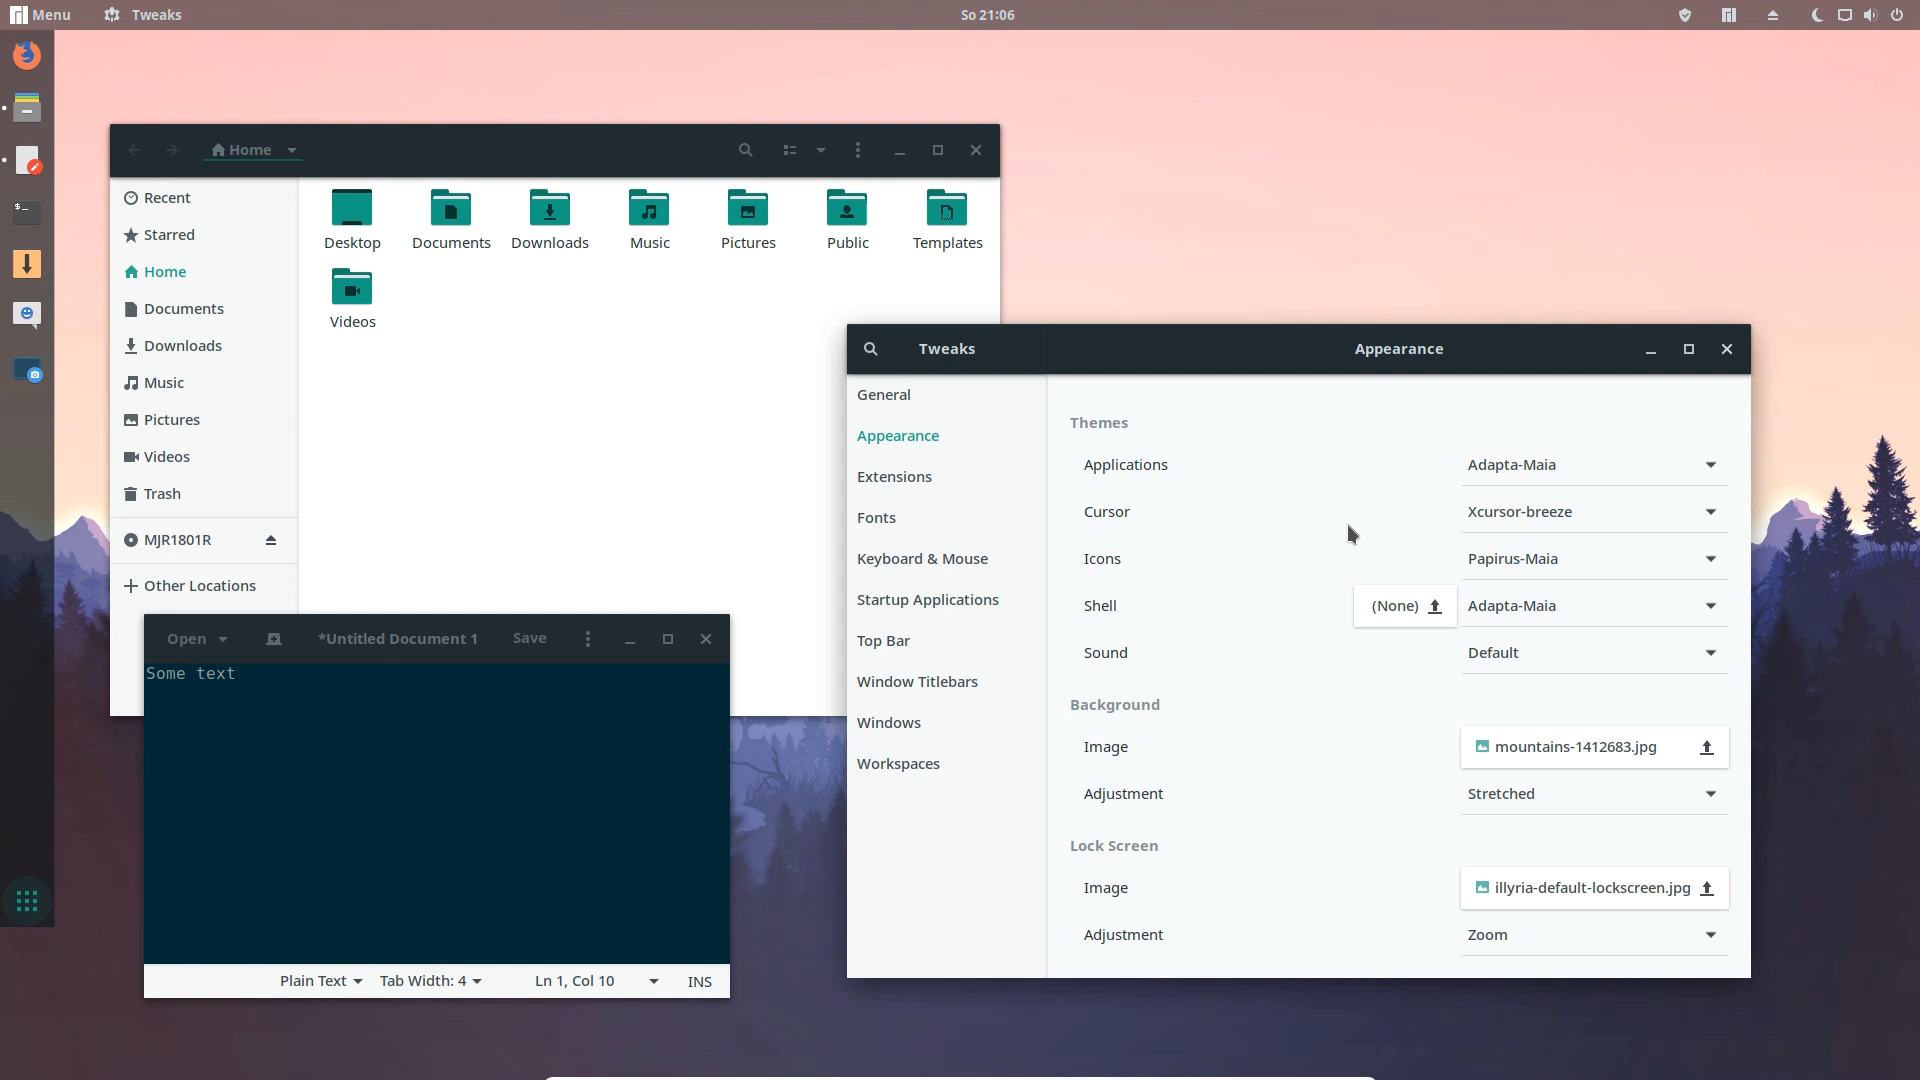 Menu Tweaks So 21:06
Home
Recent
Starred
Home
Documents
Downloads
Music
Pictures
Videos
Trash
MJR1801R
Other Locations
Desktop Documents Downloads Music Pictures Public Templates
Videos
Open *Untitled Document 1 Save
Some text
Plain Text Tab Width: 4 Ln 1, Col 10 INS
Tweaks Appearance
General
Appearance
Extensions
Fonts
Keyboard & Mouse
Startup Applications
Top Bar
Window Titlebars
Windows
Workspaces
Themes
Applications Adapta-Maia
Cursor Xcursor-breeze
Icons Papirus-Maia
Shell (None) Adapta-Maia
Sound Default
Background
Image mountains-1412683.jpg
Adjustment Stretched
Lock Screen
Image illyria-default-lockscreen.jpg
Adjustment Zoom